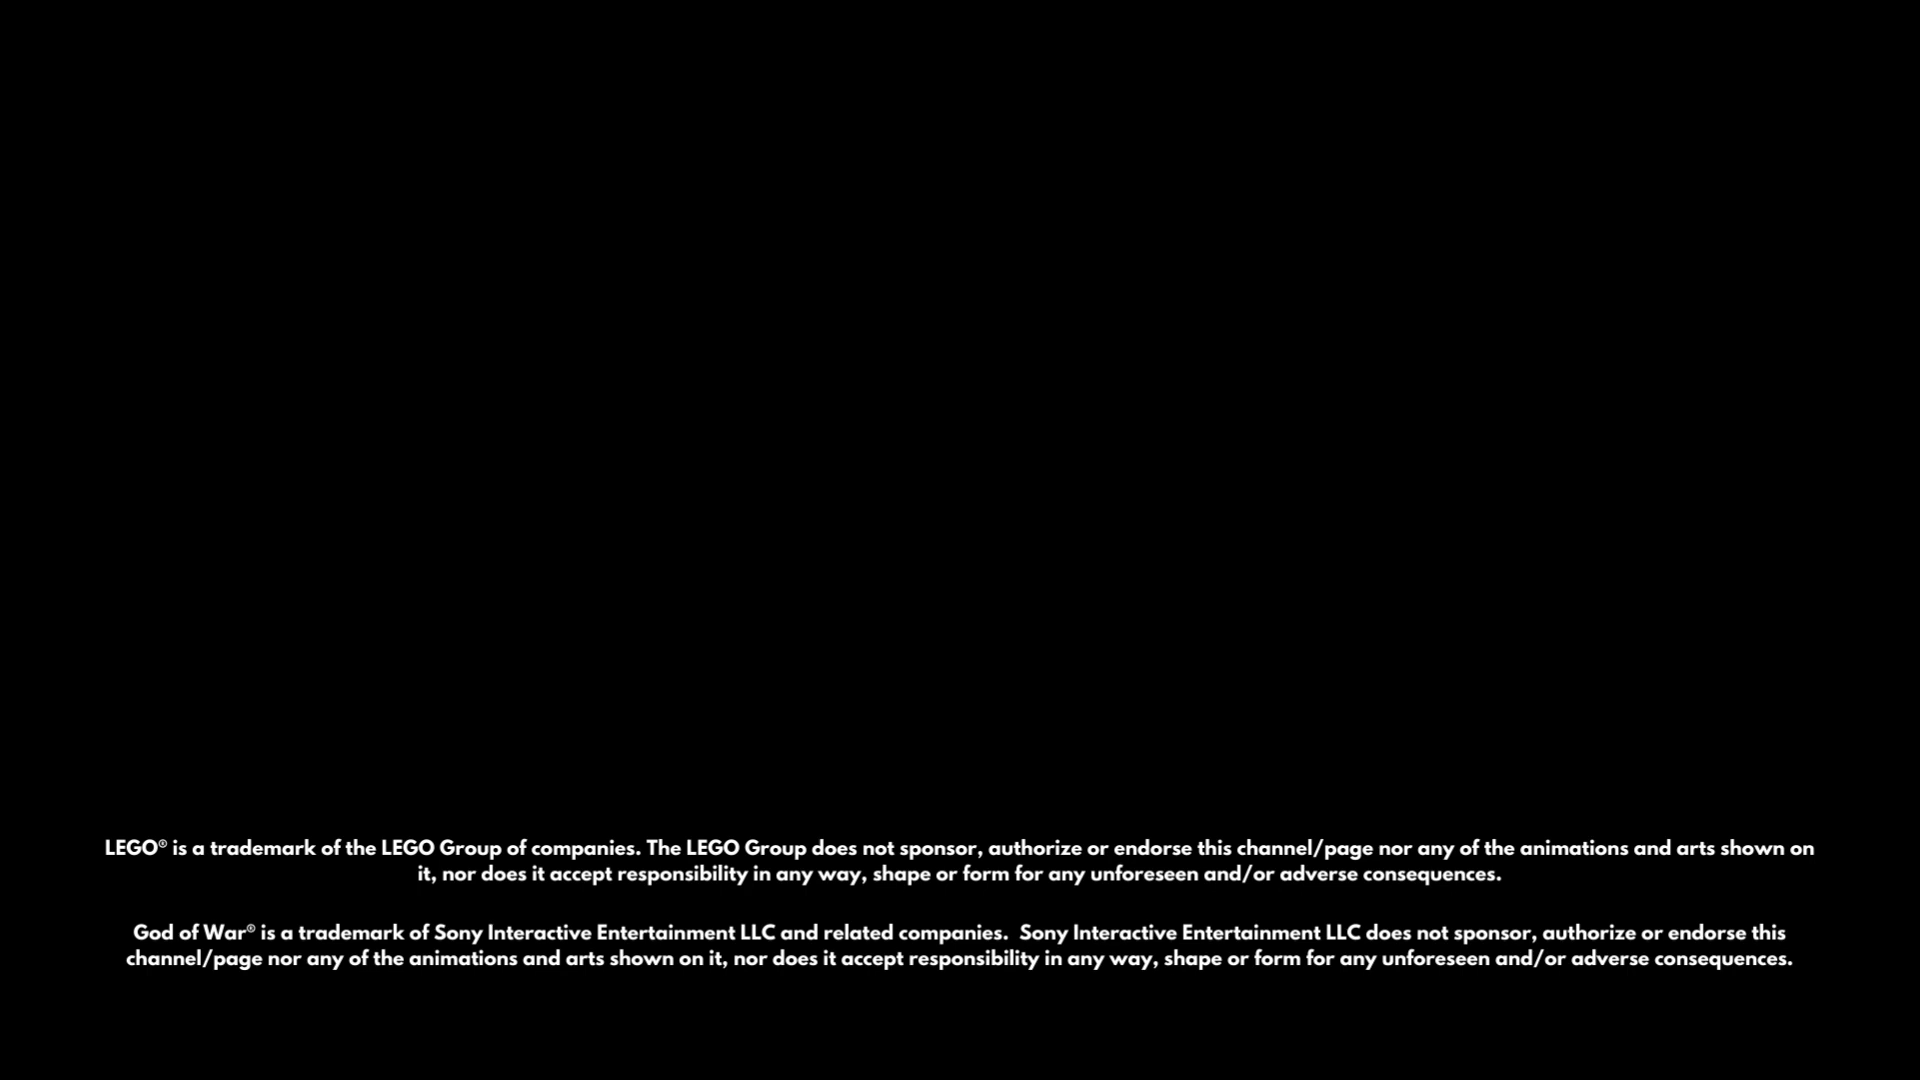 LEGO® is a trademark of the LEGO Group of companies. The LEGO Group does not sponsor, authorize or endorse this channel/page nor any of the animations and arts shown on
it, nor does it accept responsibility in any way, shape or form for any unforeseen and/or adverse consequences.
God of War® is a trademark of Sony Interactive Entertainment LLC and related companies.  Sony Interactive Entertainment LLC does not sponsor, authorize or endorse this
channel/page nor any of the animations and arts shown on it, nor does it accept responsibility in any way, shape or form for any unforeseen and/or adverse consequences.